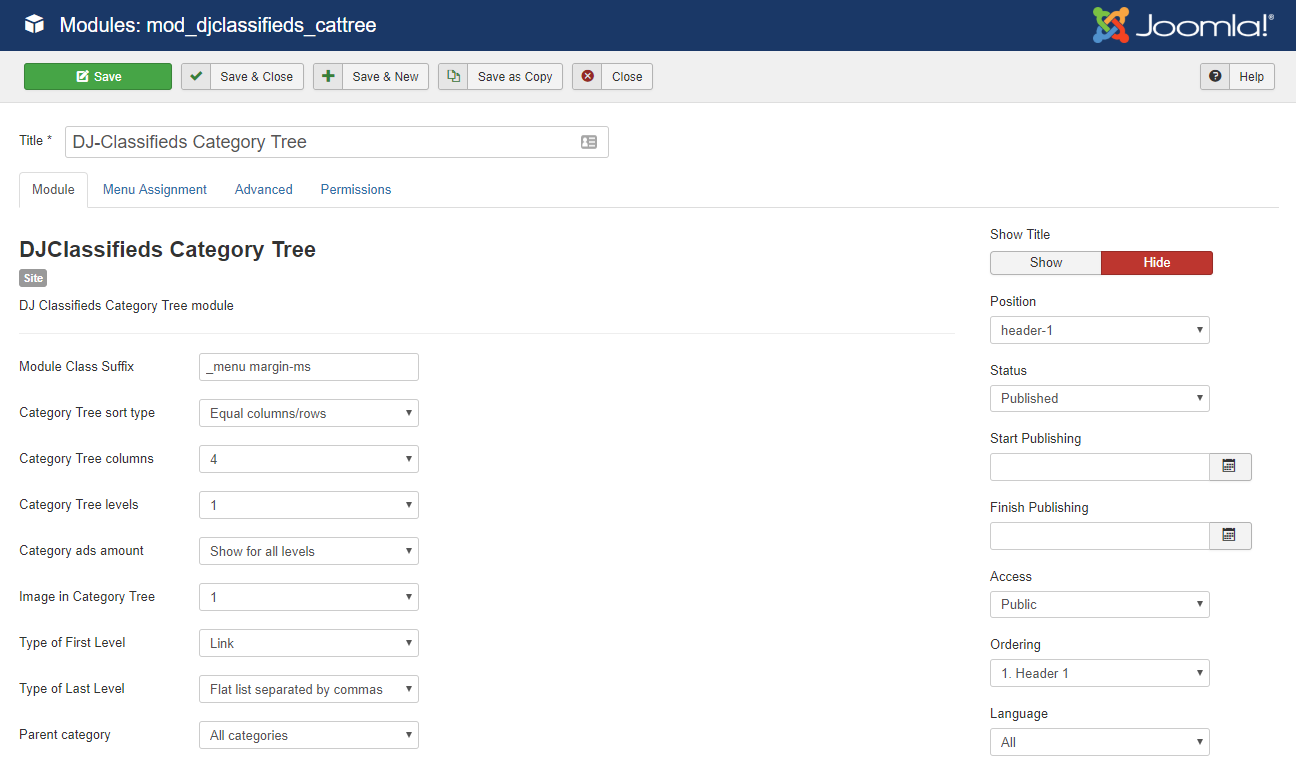 Modules: mod_djclassifieds_cattree
Joomla!®
Save
Save & Close
Save & New
Save as Copy
Close
Help
Title *
DJ-Classifieds Category Tree
Module
Menu Assignment
Advanced
Permissions
DJClassifieds Category Tree
Site
DJ Classifieds Category Tree module
Module Class Suffix
_menu margin-ms
Category Tree sort type
Equal columns/rows
Category Tree columns
4
Category Tree levels
1
Category ads amount
Show for all levels
Image in Category Tree
1
Type of First Level
Link
Type of Last Level
Flat list separated by commas
Parent category
All categories
Show Title
Show
Hide
Position
header-1
Status
Published
Start Publishing
Finish Publishing
Access
Public
Ordering
1. Header 1
Language
All